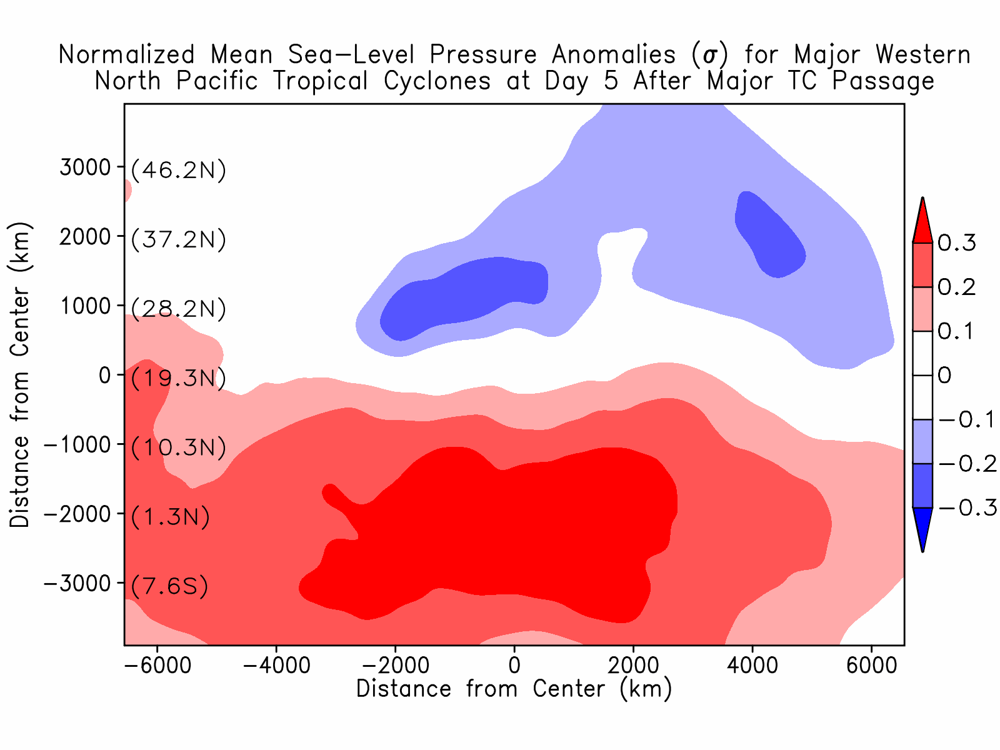 Normalized Mean Sea−Level Pressure Anomalies (σ) for Major Western
North Pacific Tropical Cyclones at Day 5 After Major TC Passage
Distance from Center (km)
3000 (46.2N)
2000 (37.2N)
1000 (28.2N)
0 (19.3N)
−1000 (10.3N)
−2000 (1.3N)
−3000 (7.6S)
0.3
0.2
0.1
0
−0.1
−0.2
−0.3
−6000 −4000 −2000 0 2000 4000 6000
Distance from Center (km)